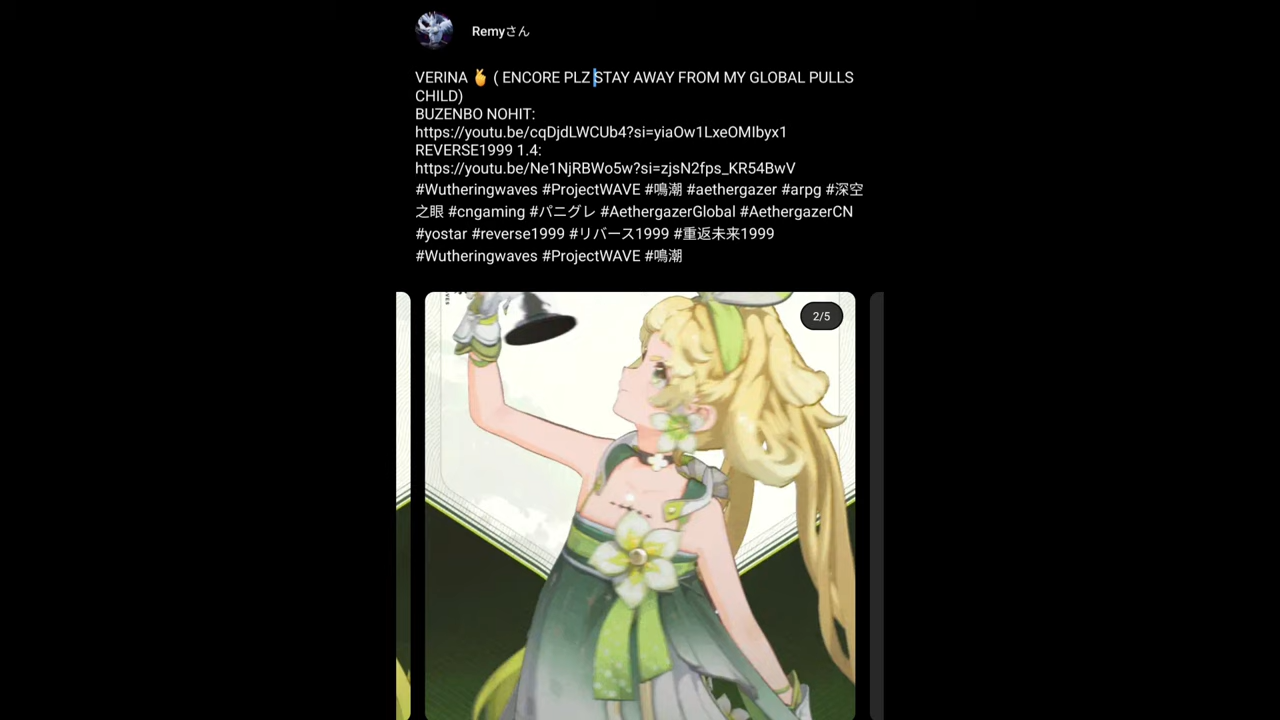 Remyさん
VERINA 🫰 ( ENCORE PLZ STAY AWAY FROM MY GLOBAL PULLS
CHILD)
BUZENBO NOHIT:
https://youtu.be/cqDjdLWCUb4?si=yiaOw1LxeOMIbyx1
REVERSE1999 1.4:
https://youtu.be/Ne1NjRBWo5w?si=zjsN2fps_KR54BwV
#Wutheringwaves #ProjectWAVE #鳴潮 #aethergazer #arpg #深空
之眼 #cngaming #パニグレ #AethergazerGlobal #AethergazerCN
#yostar #reverse1999 #リバース1999 #重返未来1999
#Wutheringwaves #ProjectWAVE #鳴潮
2/5